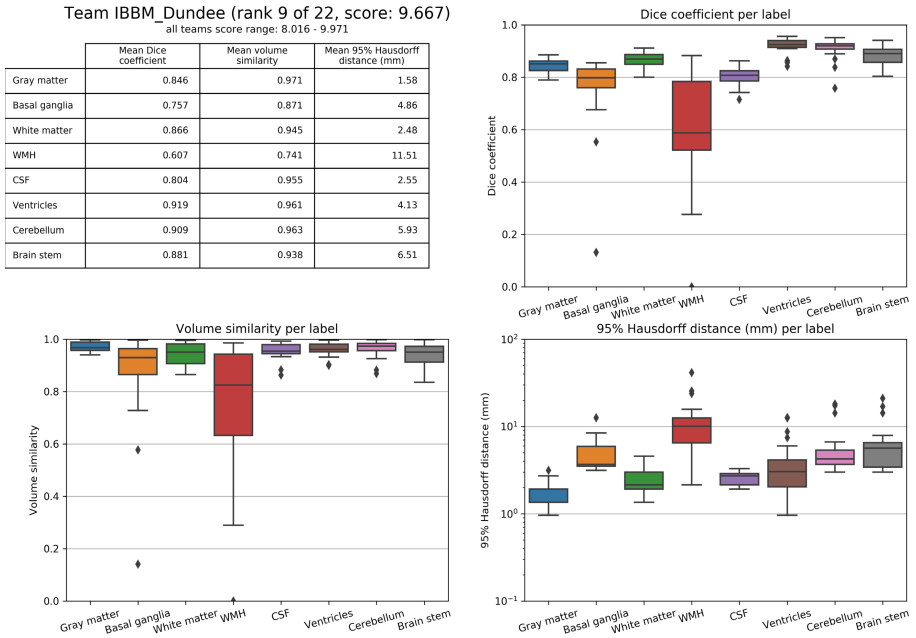 Team IBBM_Dundee (rank 9 of 22, score: 9.667)
all teams score range: 8.016 - 9.971
Mean Dice coefficient Mean volume similarity Mean 95% Hausdorff distance (mm)
Gray matter 0.846 0.971 1.58
Basal ganglia 0.757 0.871 4.86
White matter 0.866 0.945 2.48
WMH 0.607 0.741 11.51
CSF 0.804 0.955 2.55
Ventricles 0.919 0.961 4.13
Cerebellum 0.909 0.963 5.93
Brain stem 0.881 0.938 6.51
Dice coefficient per label
Dice coefficient
1.0
0.8
0.6
0.4
0.2
0.0
Gray matter Basal ganglia White matter WMH CSF Ventricles Cerebellum Brain stem
Volume similarity per label
Volume similarity
1.0
0.8
0.6
0.4
0.2
0.0
Gray matter Basal ganglia White matter WMH CSF Ventricles Cerebellum Brain stem
95% Hausdorff distance (mm) per label
95% Hausdorff distance (mm)
10²
10¹
10⁰
10⁻¹
Gray matter Basal ganglia White matter WMH CSF Ventricles Cerebellum Brain stem